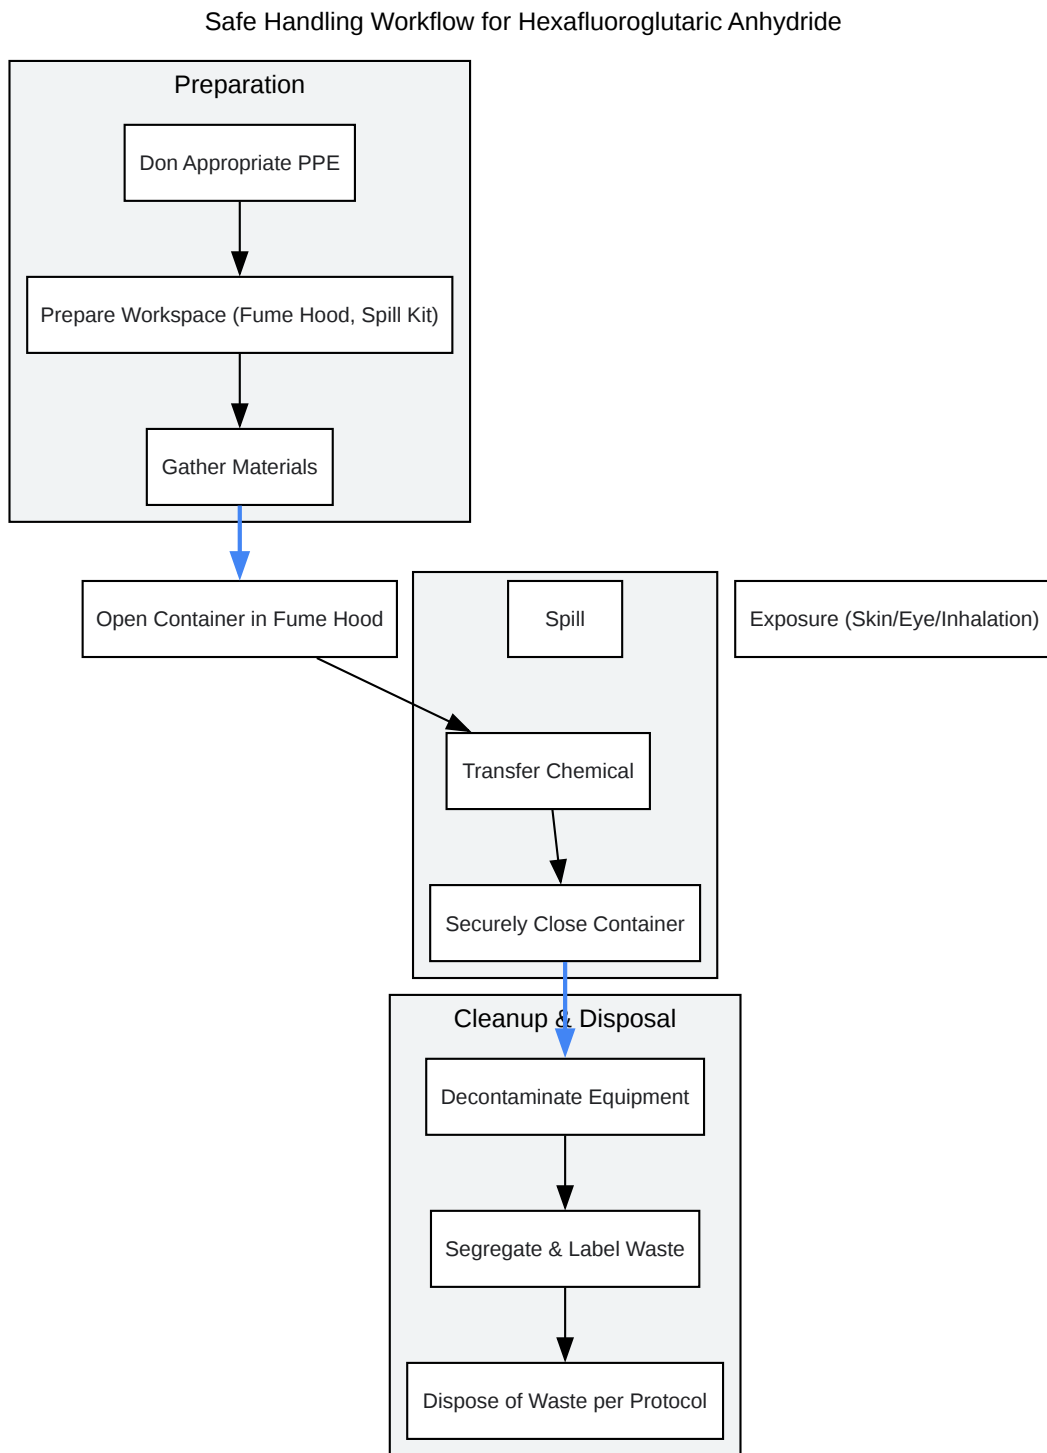 Safe Handling Workflow for Hexafluoroglutaric Anhydride
Preparation
Don Appropriate PPE
Prepare Workspace (Fume Hood, Spill Kit)
Gather Materials
Open Container in Fume Hood
Spill
Exposure (Skin/Eye/Inhalation)
Transfer Chemical
Securely Close Container
Cleanup & Disposal
Decontaminate Equipment
Segregate & Label Waste
Dispose of Waste per Protocol